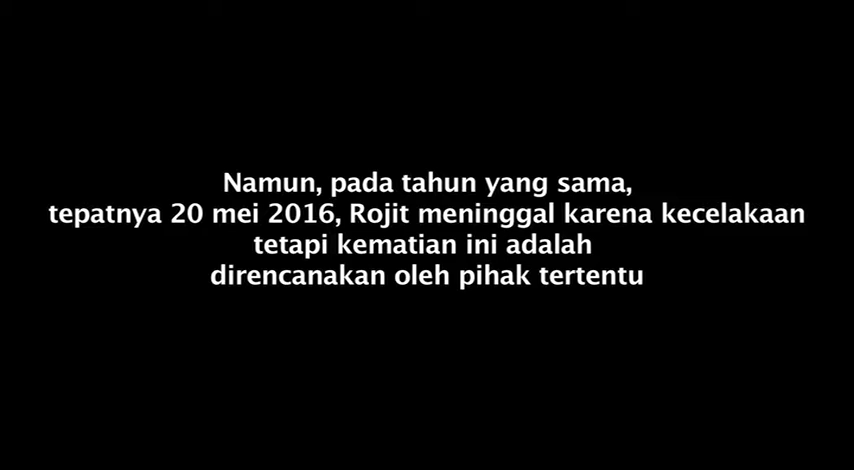 Namun, pada tahun yang sama,
tepatnya 20 mei 2016, Rojit meninggal karena kecelakaan
tetapi kematian ini adalah
direncanakan oleh pihak tertentu